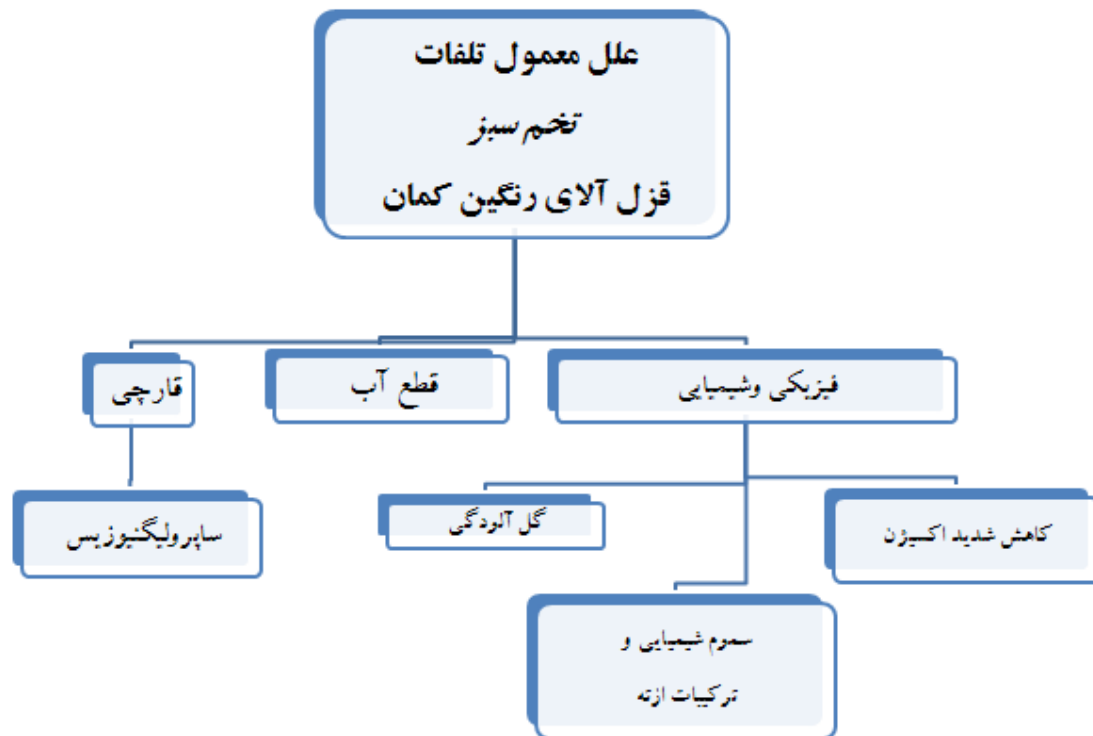 علل معمول تلفات
تخم سبز
قزل آلای رنگین کمان
فیزیکی وشیمیایی
قطع آب
قارچی
کاهش شدید اکسیژن
گل آلودگی
ساپرولیگنیوزیس
سموم شیمیایی و
ترکیبات ازته